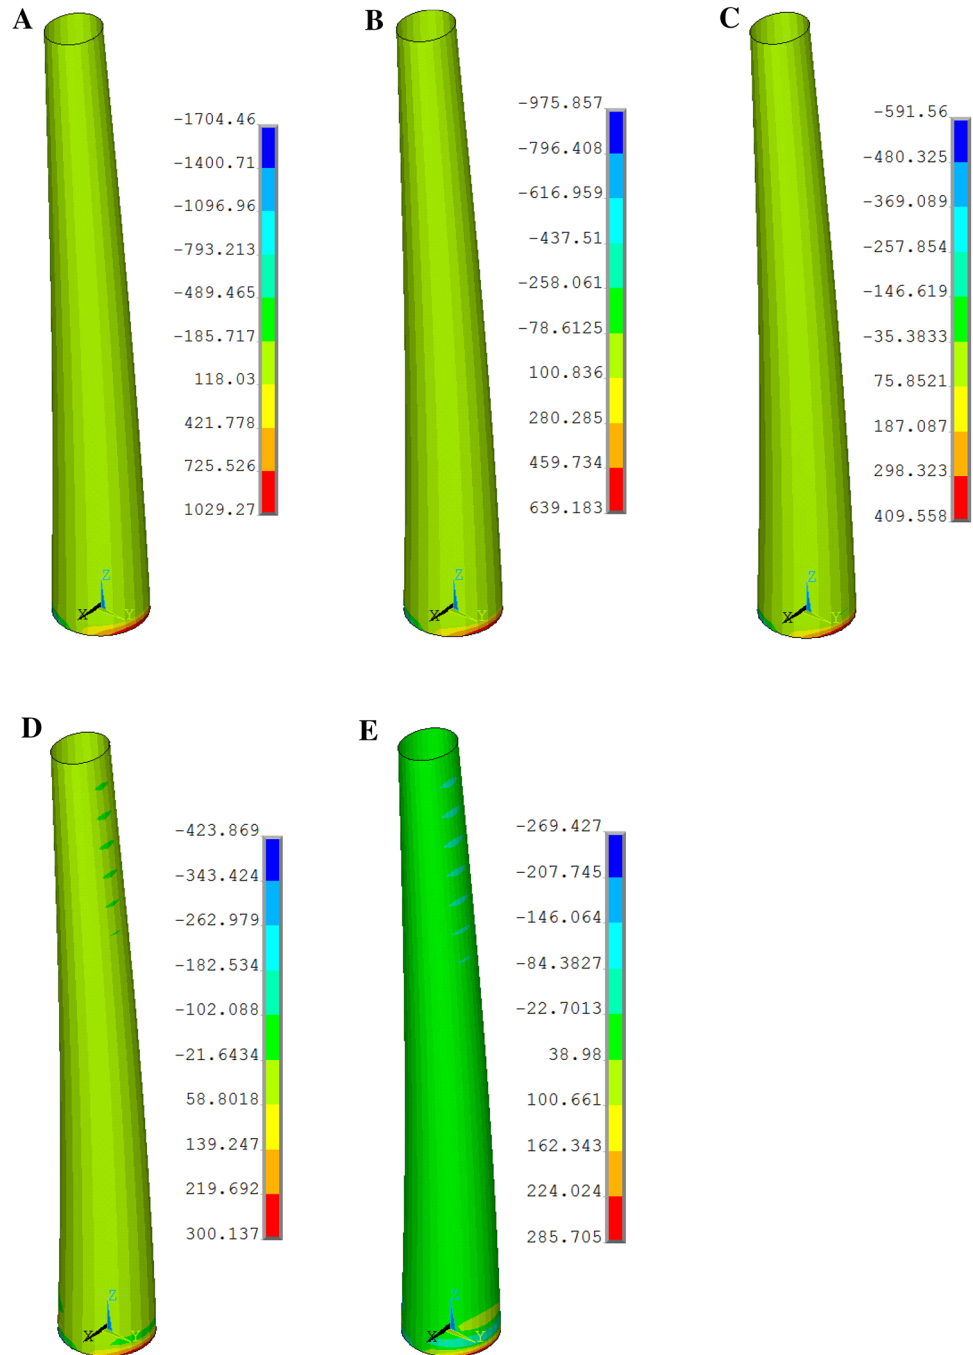 A
-1704.46
-1400.71
-1096.96
-793.213
-489.465
-185.717
118.03
421.778
725.526
1029.27
Z
X
Y
B
-975.857
-796.408
-616.959
-437.51
-258.061
-78.6125
100.836
280.285
459.734
639.183
Z
X
Y
C
-591.56
-480.325
-369.089
-257.854
-146.619
-35.3833
75.8521
187.087
298.323
409.558
Z
X
Y
D
-423.869
-343.424
-262.979
-182.534
-102.088
-21.6434
58.8018
139.247
219.692
300.137
Z
X
Y
E
-269.427
-207.745
-146.064
-84.3827
-22.7013
38.98
100.661
162.343
224.024
285.705
Z
X
Y